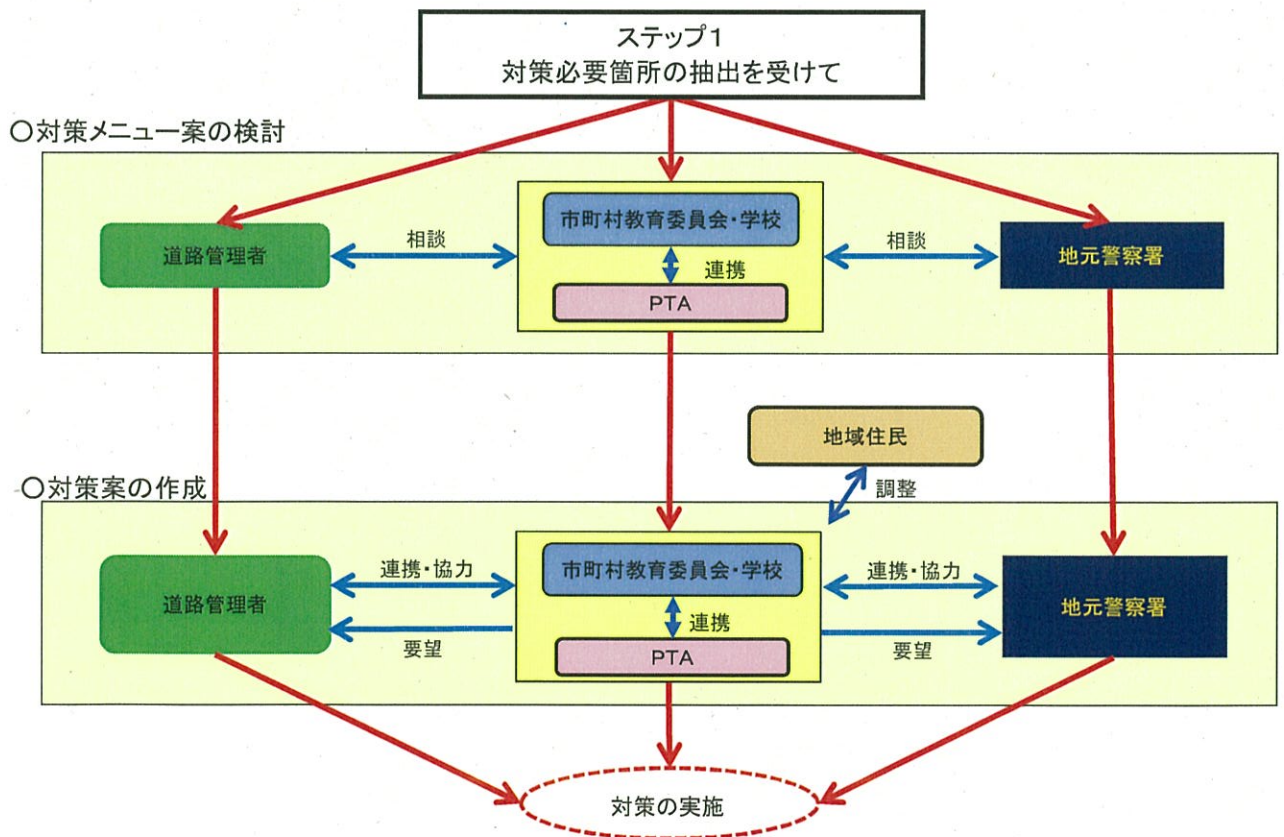 ステップ1
対策必要箇所の抽出を受けて
○対策メニュー案の検討
市町村教育委員会・学校
道路管理者
相談
連携
相談
地元警察署
PTA
地域住民
○対策案の作成
調整
市町村教育委員会・学校
道路管理者
連携・協力
連携・協力
地元警察署
連携
要望
PTA
要望
対策の実施